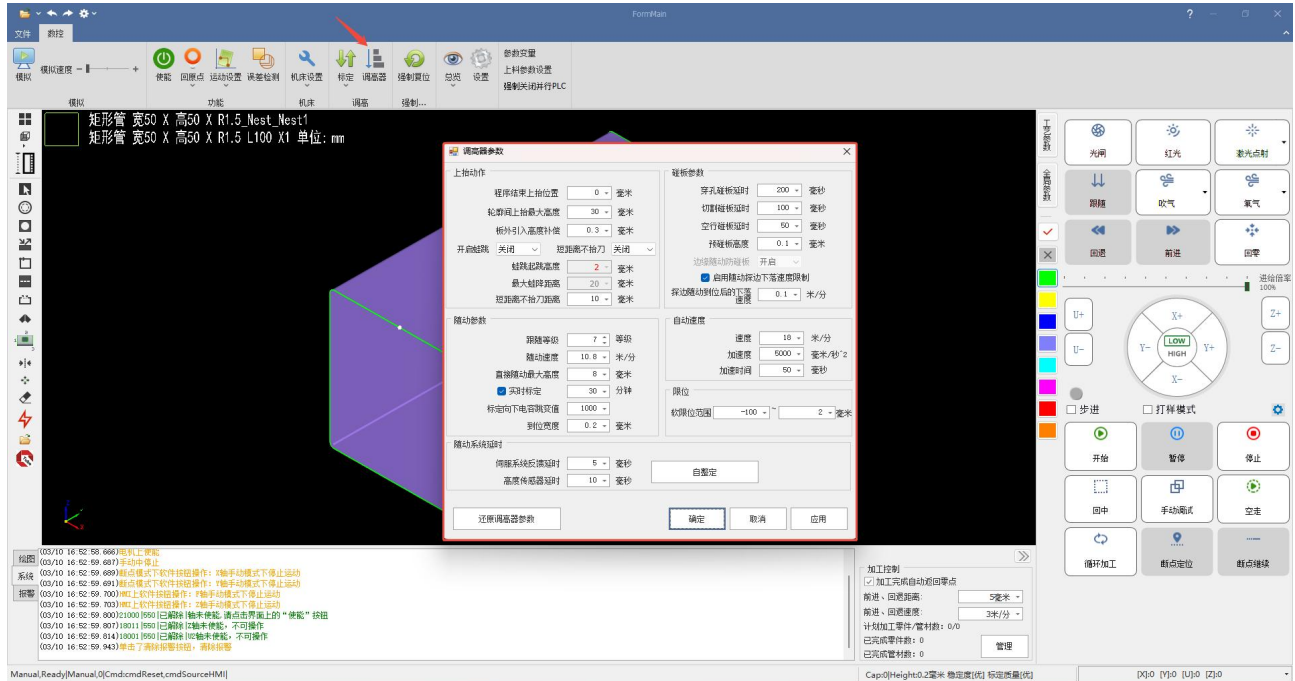 FormMain
?
文件 数控
模拟
模拟速度
使能
回原点
运动设置
误差检测
机床设置
标定
调高器
强制复位
总览
设置
参数变量
上料参数设置
强制关闭并行PLC
模拟
功能
机床
调高
强制...
矩形管 宽50 X 高50 X R1.5_Nest_Nest1
矩形管 宽50 X 高50 X R1.5 L100 X1 单位: mm
调高器参数
上抬动作
程序结束上抬位置 0 毫米
轮廓间上抬最大高度 30 毫米
板外引入高度补偿 0.3 毫米
开启蛙跳 关闭 短距离不抬刀 关闭
蛙跳起跳高度 2 毫米
最大蛙降距离 20 毫米
短距离不抬刀距离 10 毫米
碰板参数
穿孔碰板延时 200 毫秒
切割碰板延时 100 毫秒
空行碰板延时 50 毫秒
预碰板高度 0.1 毫米
边缘随动防碰板 开启
启用随动探边下落速度限制
探边随动到位后的下落速度 0.1 米/分
随动参数
跟随等级 7 等级
随动速度 10.8 米/分
直接随动最大高度 8 毫米
实时标定 30 分钟
标定向下电容跳变值 1000
到位宽度 0.2 毫米
自动速度
速度 18 米/分
加速度 5000 毫米/秒^2
加速时间 50 毫秒
限位
软限位范围 -100 ~ 2 毫米
随动系统延时
伺服系统反馈延时 5 毫秒
高度传感器延时 10 毫秒
自整定
还原调高器参数
确定
取消
应用
工艺参数
全局参数
光闸
红光
激光点射
跟随
吹气
氧气
回退
前进
回零
进给倍率
100%
U+
U-
X+
Y-
LOW
HIGH
Y+
X-
Z+
Z-
步进
打样模式
开始
暂停
停止
回中
手动调试
空走
循环加工
断点定位
断点继续
绘图
系统
报警
(03/10 16:52:58.666)电机上使能
(03/10 16:52:59.687)手动中停止
(03/10 16:52:59.689)断点模式下软件按钮操作: X轴手动模式下停止运动
(03/10 16:52:59.691)断点模式下软件按钮操作: Y轴手动模式下停止运动
(03/10 16:52:59.700)HMI上软件按钮操作: Y轴手动模式下停止运动
(03/10 16:52:59.703)HMI上软件按钮操作: X轴手动模式下停止运动
(03/10 16:52:59.800)21000|550|已解除|轴未使能,请点击界面上的“使能”按钮
(03/10 16:52:59.807)18011|550|已解除|Z轴未使能，不可操作
(03/10 16:52:59.814)18001|550|已解除|U2轴未使能，不可操作
(03/10 16:52:59.943)单击了清除报警按钮，清除报警
加工控制
加工完成自动返回零点
前进、回退距离: 5毫米
前进、回退速度: 3米/分
计划加工零件/管材数: 0/0
已完成零件数: 0
已完成管材数: 0
管理
Manual,Ready|Manual,0|Cmd:cmdReset,cmdSourceHMI|
Cap:0|Height:0.2毫米 稳定度[优] 标定质量[优]
[X]:0 [Y]:0 [U]:0 [Z]:0